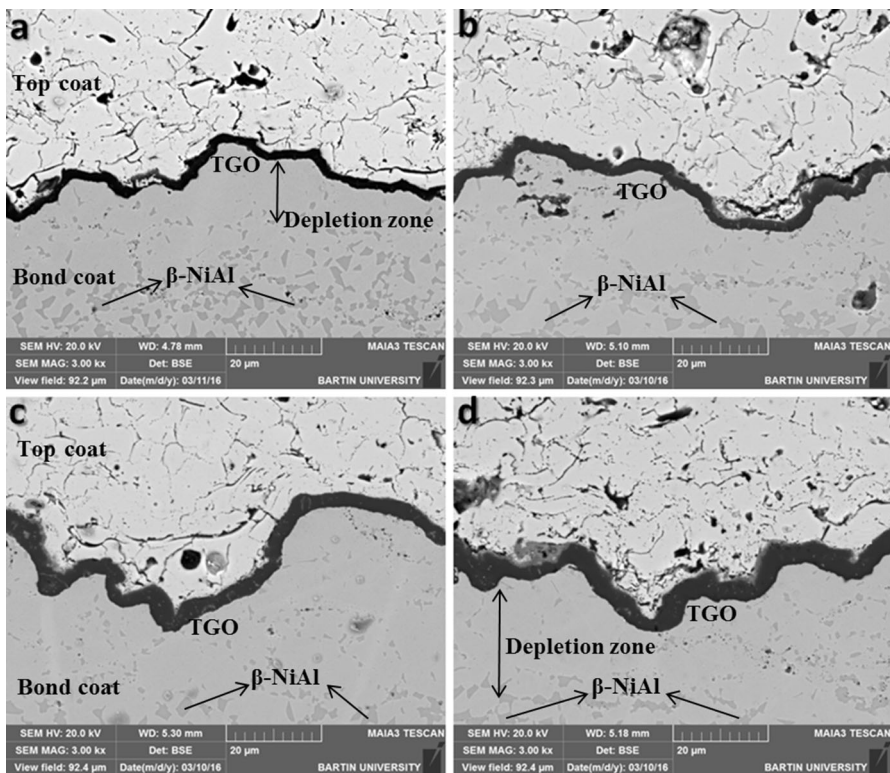 a
Top coat
TGO
Depletion zone
Bond coat
β-NiAl
SEM HV: 20.0 kV WD: 4.78 mm MAIA3 TESCAN
SEM MAG: 3.00 kx Det: BSE 20 µm
View field: 92.2 µm Date(m/d/y): 03/11/16 BARTIN UNIVERSITY
b
TGO
β-NiAl
SEM HV: 20.0 kV WD: 5.10 mm MAIA3 TESCAN
SEM MAG: 3.00 kx Det: BSE 20 µm
View field: 92.3 µm Date(m/d/y): 03/10/16 BARTIN UNIVERSITY
c
Top coat
TGO
Bond coat
β-NiAl
SEM HV: 20.0 kV WD: 5.30 mm MAIA3 TESCAN
SEM MAG: 3.00 kx Det: BSE 20 µm
View field: 92.4 µm Date(m/d/y): 03/10/16 BARTIN UNIVERSITY
d
TGO
Depletion zone
β-NiAl
SEM HV: 20.0 kV WD: 5.18 mm MAIA3 TESCAN
SEM MAG: 3.00 kx Det: BSE 20 µm
View field: 92.4 µm Date(m/d/y): 03/10/16 BARTIN UNIVERSITY